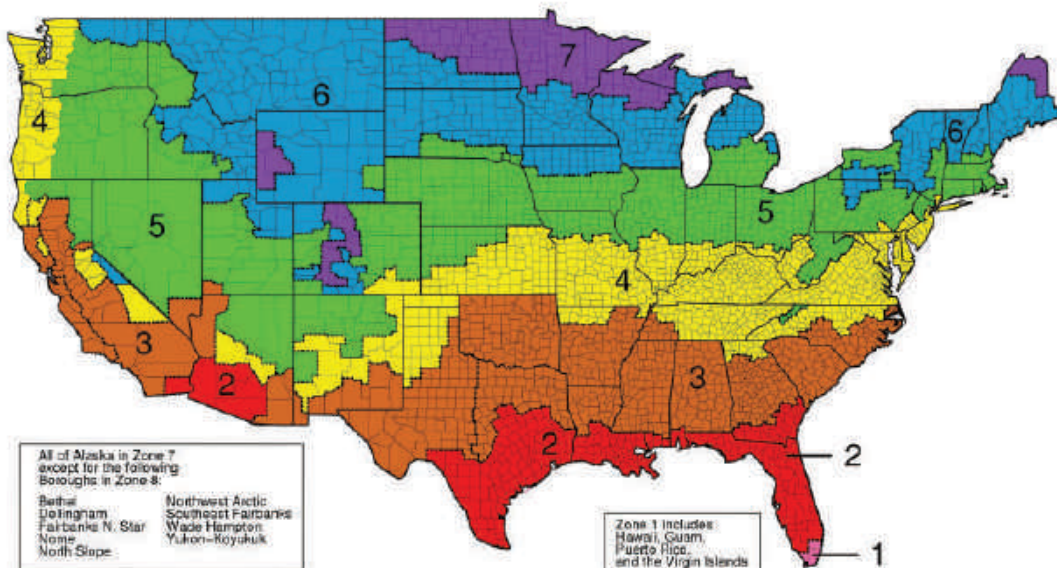 7
6
4
6
5
5
4
3
3
2
2
2
1
All of Alaska in Zone 7
except for the following
Boroughs in Zone 8:
Bethel Northwest Arctic
Dellingham Southeast Fairbanks
Fairbanks N. Star Wade Hampton
Nome Yukon-Koyukuk
North Slope
Zone 1 includes
Hawaii, Guam,
Puerto Rico,
and the Virgin Islands